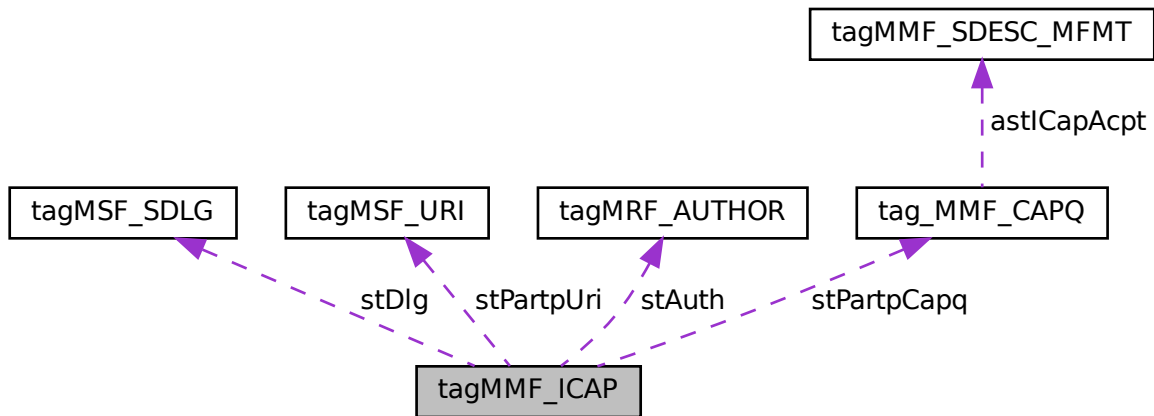 tagMMF_SDESC_MFMT
astICapAcpt
tagMSF_SDLG
tagMSF_URI
tagMRF_AUTHOR
tag_MMF_CAPQ
stDlg
stPartpUri
stAuth
stPartpCapq
tagMMF_ICAP